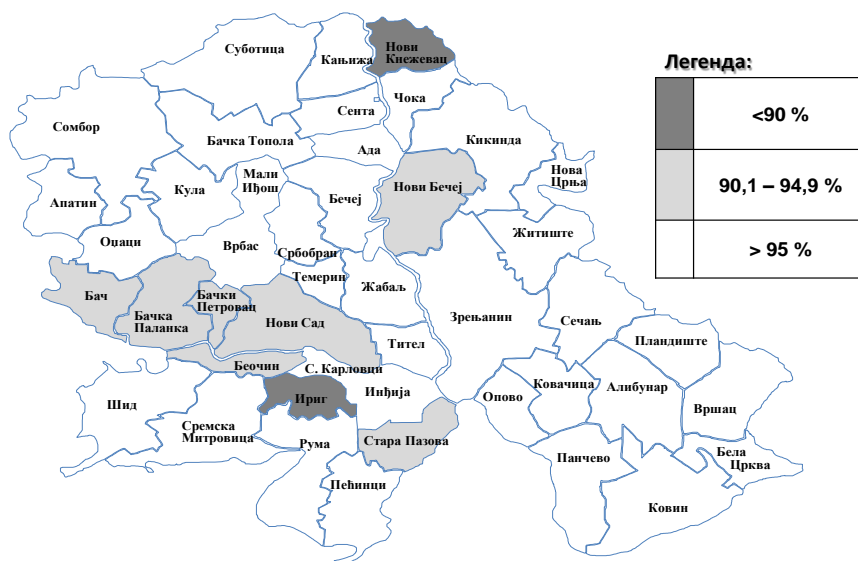 Суботица
Кањижа
Нови
Кнежевац
Легенда:
<90 %
90,1 – 94,9 %
> 95 %
Сомбор
Бачка Топола
Сента
Чока
Кикинда
Ада
Нова
Црња
Апатин
Кула
Мали
Иђош
Бечеј
Нови Бечеј
Оџаци
Врбас
Србобран
Житиште
Темерин
Жабаљ
Бач
Бачка
Паланка
Бачки
Петровац
Нови Сад
Зрењанин
Сечањ
Тител
Пландиште
Беочин
С. Карловци
Шид
Ириг
Инђија
Опово
Ковачица
Алибунар
Вршац
Сремска
Митровица
Рума
Стара Пазова
Панчево
Бела
Црква
Пећинци
Ковин